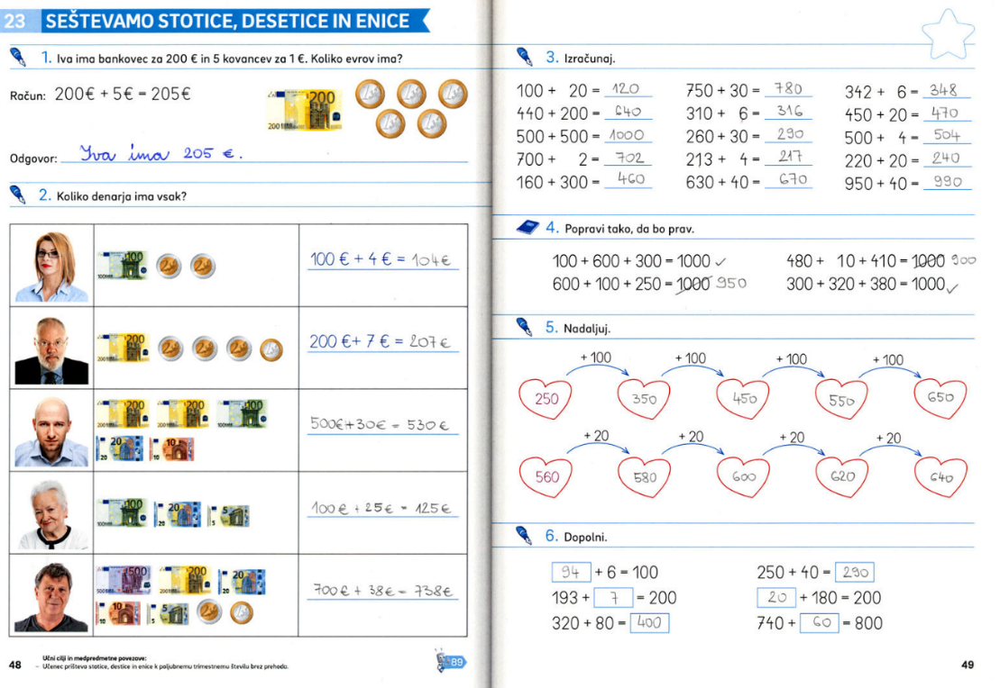 23 SEŠTEVAMO STOTICE, DESETICE IN ENICE
1. Iva ima bankovec za 200 € in 5 kovancev za 1 €. Koliko evrov ima?
Račun: 200€ + 5€ = 205€
Odgovor: Iva ima 205 €.
2. Koliko denarja ima vsak?
100 € + 4 € = 104€
200 €+ 7 € = 207€
500€+30€ = 530€
100€ + 25€ = 125€
700€ + 38€ = 738€
48
Učni cilji in medpredmetne povezave:
– Učenec prišteva stotice, destice in enice k poljubnemu trimestnemu številu brez prehoda.
89
3. Izračunaj.
100 + 20 = 120 750 + 30 = 780 342 + 6 = 348
440 + 200 = 640 310 + 6 = 316 450 + 20 = 470
500 + 500 = 1000 260 + 30 = 290 500 + 4 = 504
700 + 2 = 702 213 + 4 = 217 220 + 20 = 240
160 + 300 = 460 630 + 40 = 670 950 + 40 = 990
4. Popravi tako, da bo prav.
100 + 600 + 300 = 1000 ✓ 480 + 10 + 410 = 1000 900
600 + 100 + 250 = 1000 950 300 + 320 + 380 = 1000 ✓
5. Nadaljuj.
+ 100 + 100 + 100 + 100
250 350 450 550 650
+ 20 + 20 + 20 + 20
560 580 600 620 640
6. Dopolni.
94 + 6 = 100 250 + 40 = 290
193 + 7 = 200 20 + 180 = 200
320 + 80 = 400 740 + 60 = 800
49